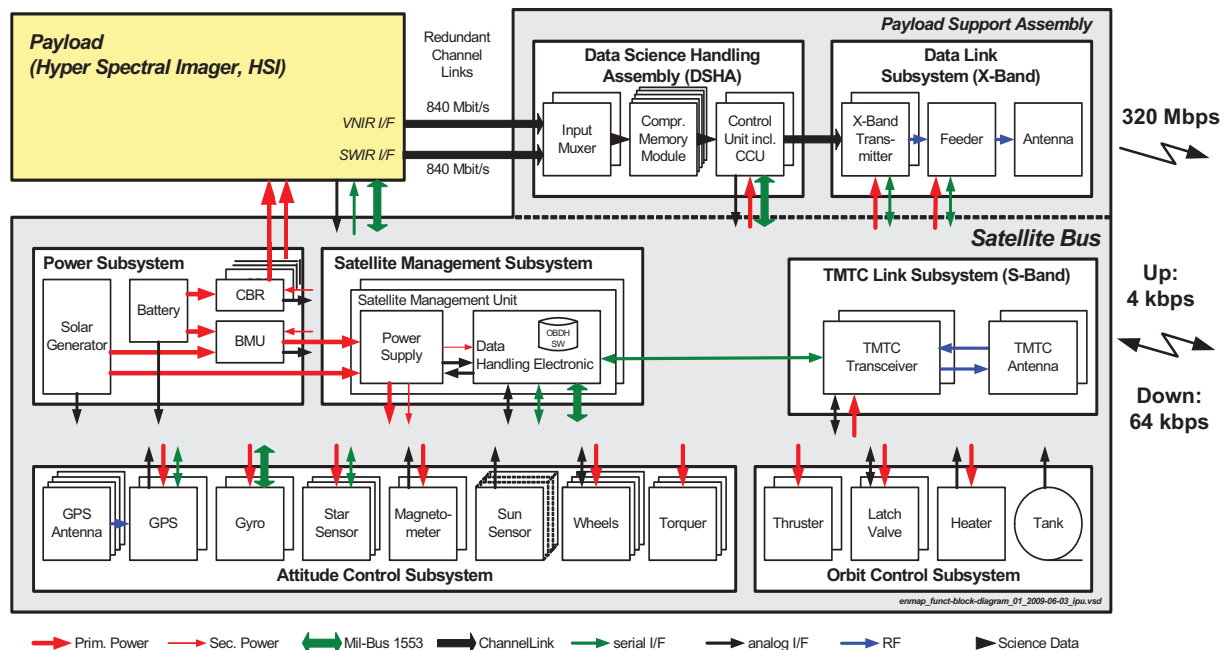 Payload
(Hyper Spectral Imager, HSI)
VNIR I/F
SWIR I/F
Redundant
Channel
Links
840 Mbit/s
840 Mbit/s
Payload Support Assembly
Data Science Handling
Assembly (DSHA)
Input
Muxer
Compr.
Memory
Module
Control
Unit incl.
CCU
Data Link
Subsystem (X-Band)
X-Band
Trans-
mitter
Feeder
Antenna
320 Mbps
Satellite Bus
Power Subsystem
Solar
Generator
Battery
CBR
BMU
Satellite Management Subsystem
Satellite Management Unit
Power
Supply
OBDH
SW
Data
Handling Electronic
TMTC Link Subsystem (S-Band)
TMTC
Transceiver
TMTC
Antenna
Up:
4 kbps
Down:
64 kbps
GPS
Antenna
GPS
Gyro
Star
Sensor
Magneto-
meter
Sun
Sensor
Wheels
Torquer
Attitude Control Subsystem
Thruster
Latch
Valve
Heater
Tank
Orbit Control Subsystem
enmap_funct-block-diagram_01_2009-06-03_ipu.vsd
Prim. Power
Sec. Power
Mil-Bus 1553
ChannelLink
serial I/F
analog I/F
RF
Science Data